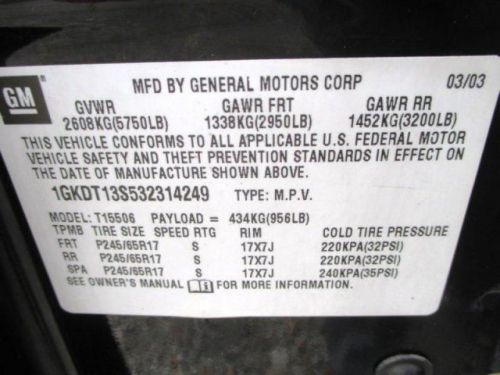 GM MFD BY GENERAL MOTORS CORP 03/03
GVWR GAWR FRT GAWR RR
2608KG(5750LB) 1338KG(2950LB) 1452KG(3200LB)
THIS VEHICLE CONFORMS TO ALL APPLICABLE U.S. FEDERAL MOTOR
VEHICLE SAFETY AND THEFT PREVENTION STANDARDS IN EFFECT ON
THE DATE OF MANUFACTURE SHOWN ABOVE.
1GKDT13S532314249 TYPE: M.P.V.
MODEL: T15506 PAYLOAD = 434KG(956LB)
TPMB TIRE SIZE SPEED RTG RIM COLD TIRE PRESSURE
FRT P245/65R17 S 17X7J 220KPA(32PSI)
RR P245/65R17 S 17X7J 220KPA(32PSI)
SPA P245/65R17 S 17X7J 240KPA(35PSI)
SEE OWNER'S MANUAL FOR MORE INFORMATION.